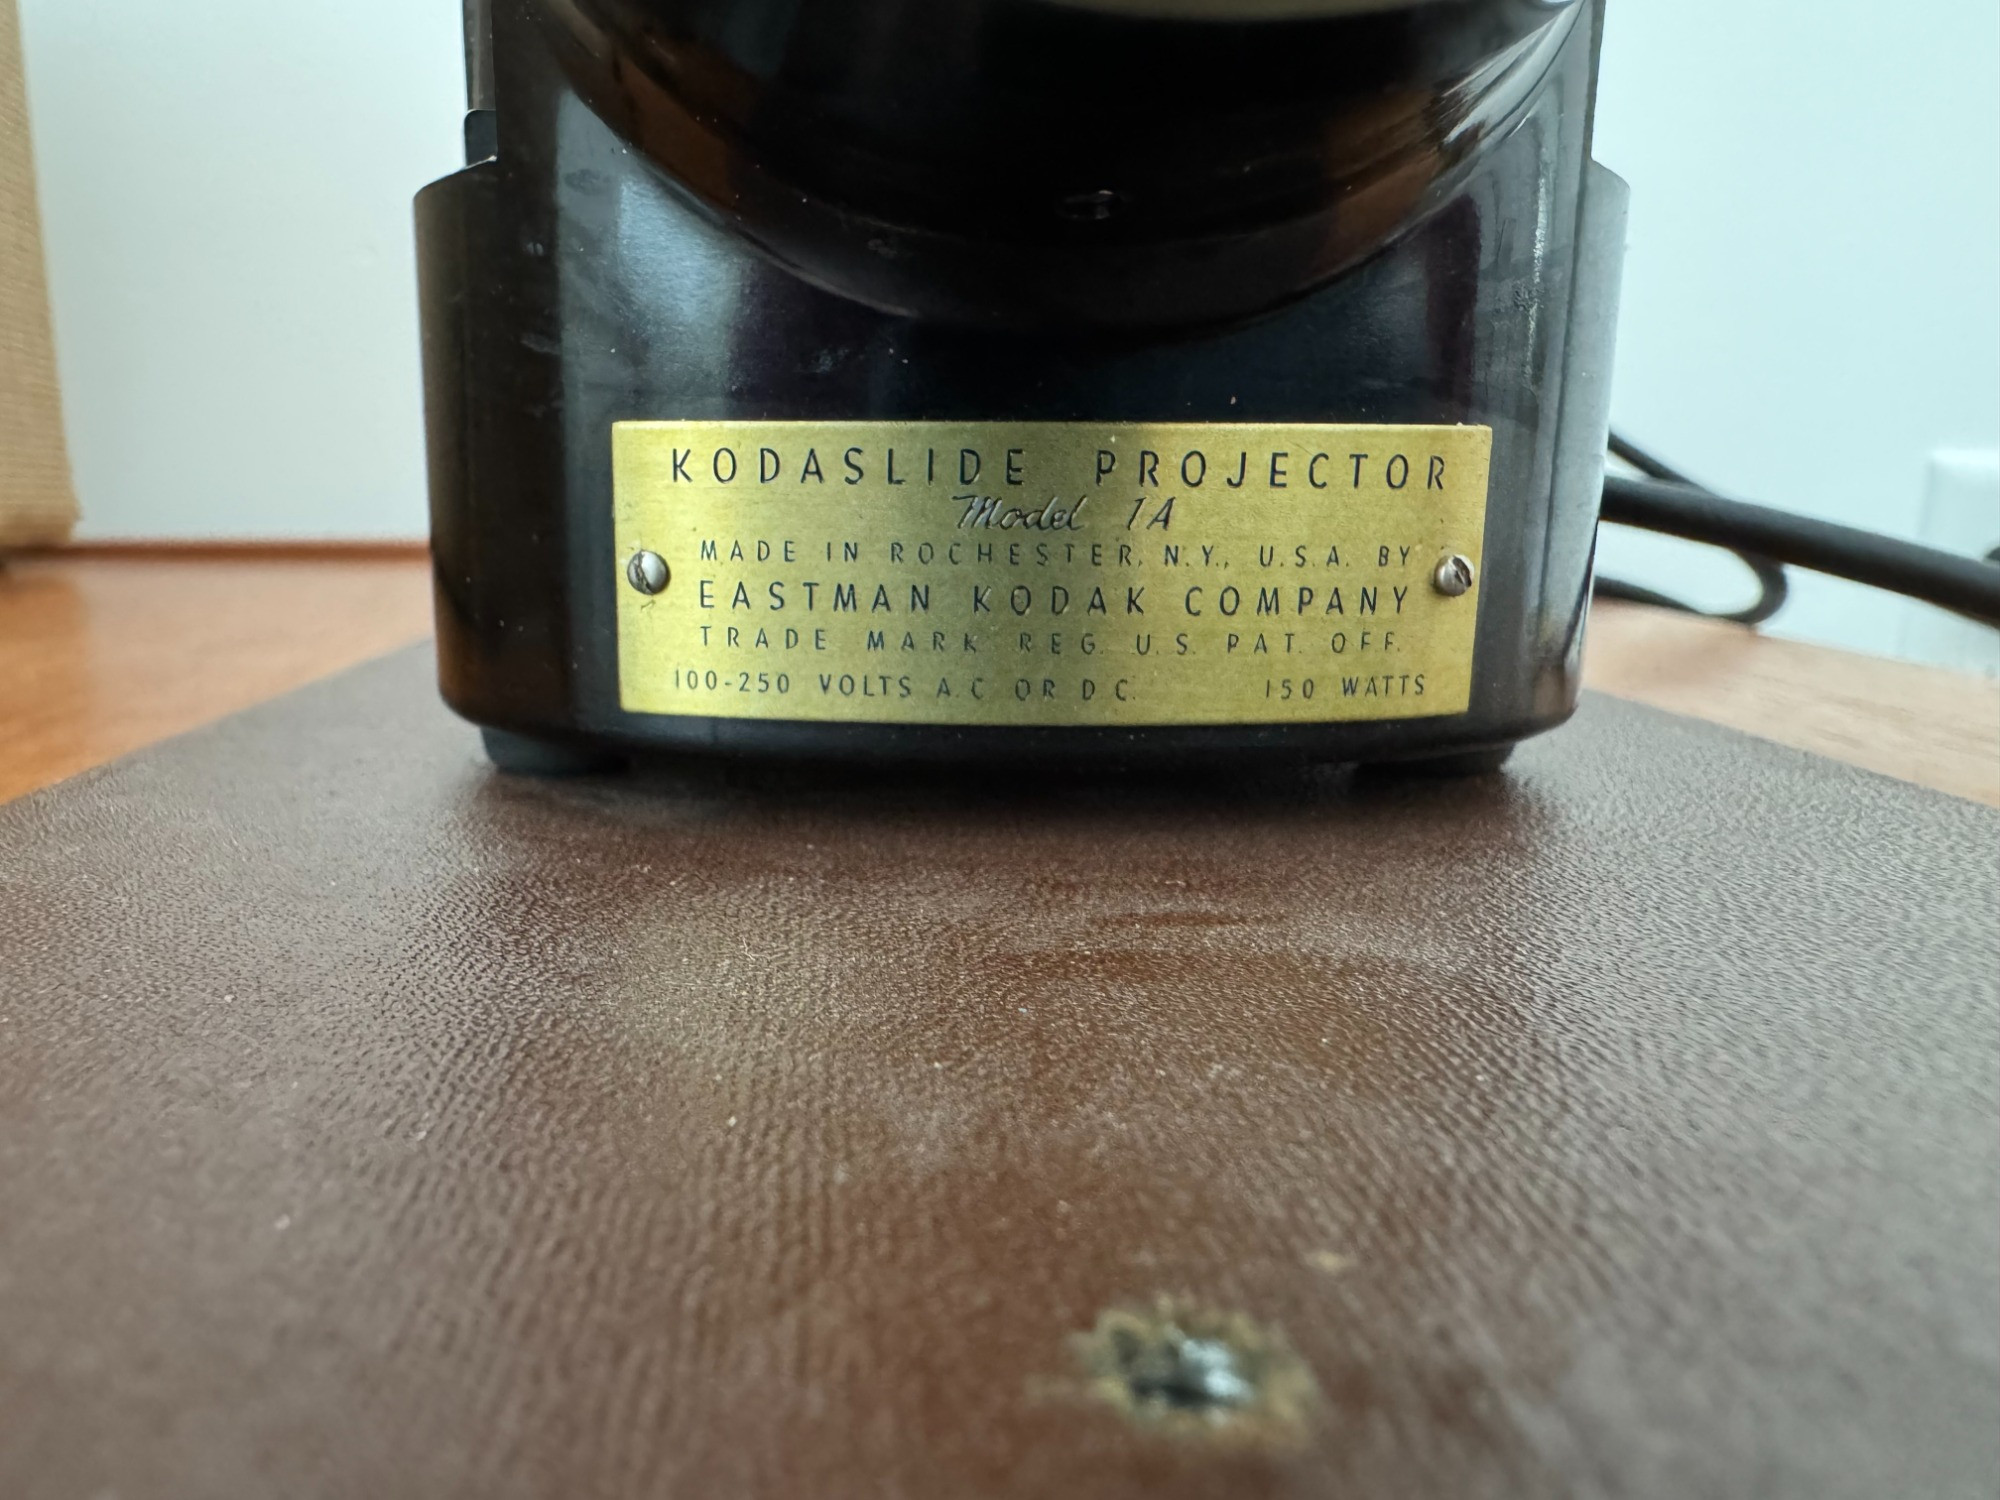 KODASLIDE PROJECTOR
Model 1A
MADE IN ROCHESTER, N.Y., U.S.A. BY
EASTMAN KODAK COMPANY
TRADE MARK REG. U.S. PAT. OFF.
100-250 VOLTS A.C OR D C. 150 WATTS